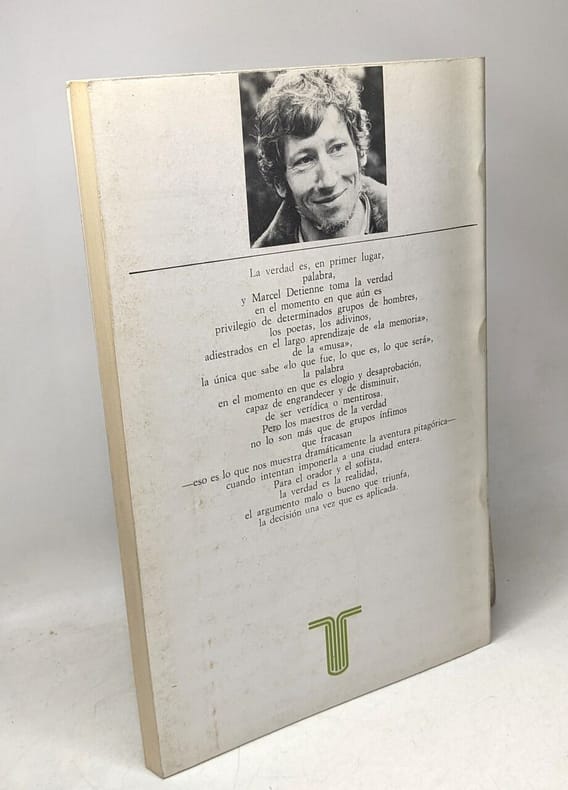 La verdad es, en primer lugar,
palabra,
y Marcel Detienne toma la verdad
en el momento en que aún es
privilegio de determinados grupos de hombres,
los poetas, los adivinos,
adiestrados en el largo aprendizaje de «la memoria»,
de la «musa»,
la única que sabe «lo que fue, lo que es, lo que será»,
la palabra
en el momento en que es elogio y desaprobación,
capaz de engrandecer y de disminuir,
de ser verídica o mentirosa.
Pero los maestros de la verdad
no lo son más que de grupos ínfimos
que fracasan
—eso es lo que nos muestra dramáticamente la aventura pitagórica—
cuando intentan imponerla a una ciudad entera.
Para el orador y el sofista,
la verdad es la realidad,
el argumento malo o bueno que triunfa,
la decisión una vez que es aplicada.
T